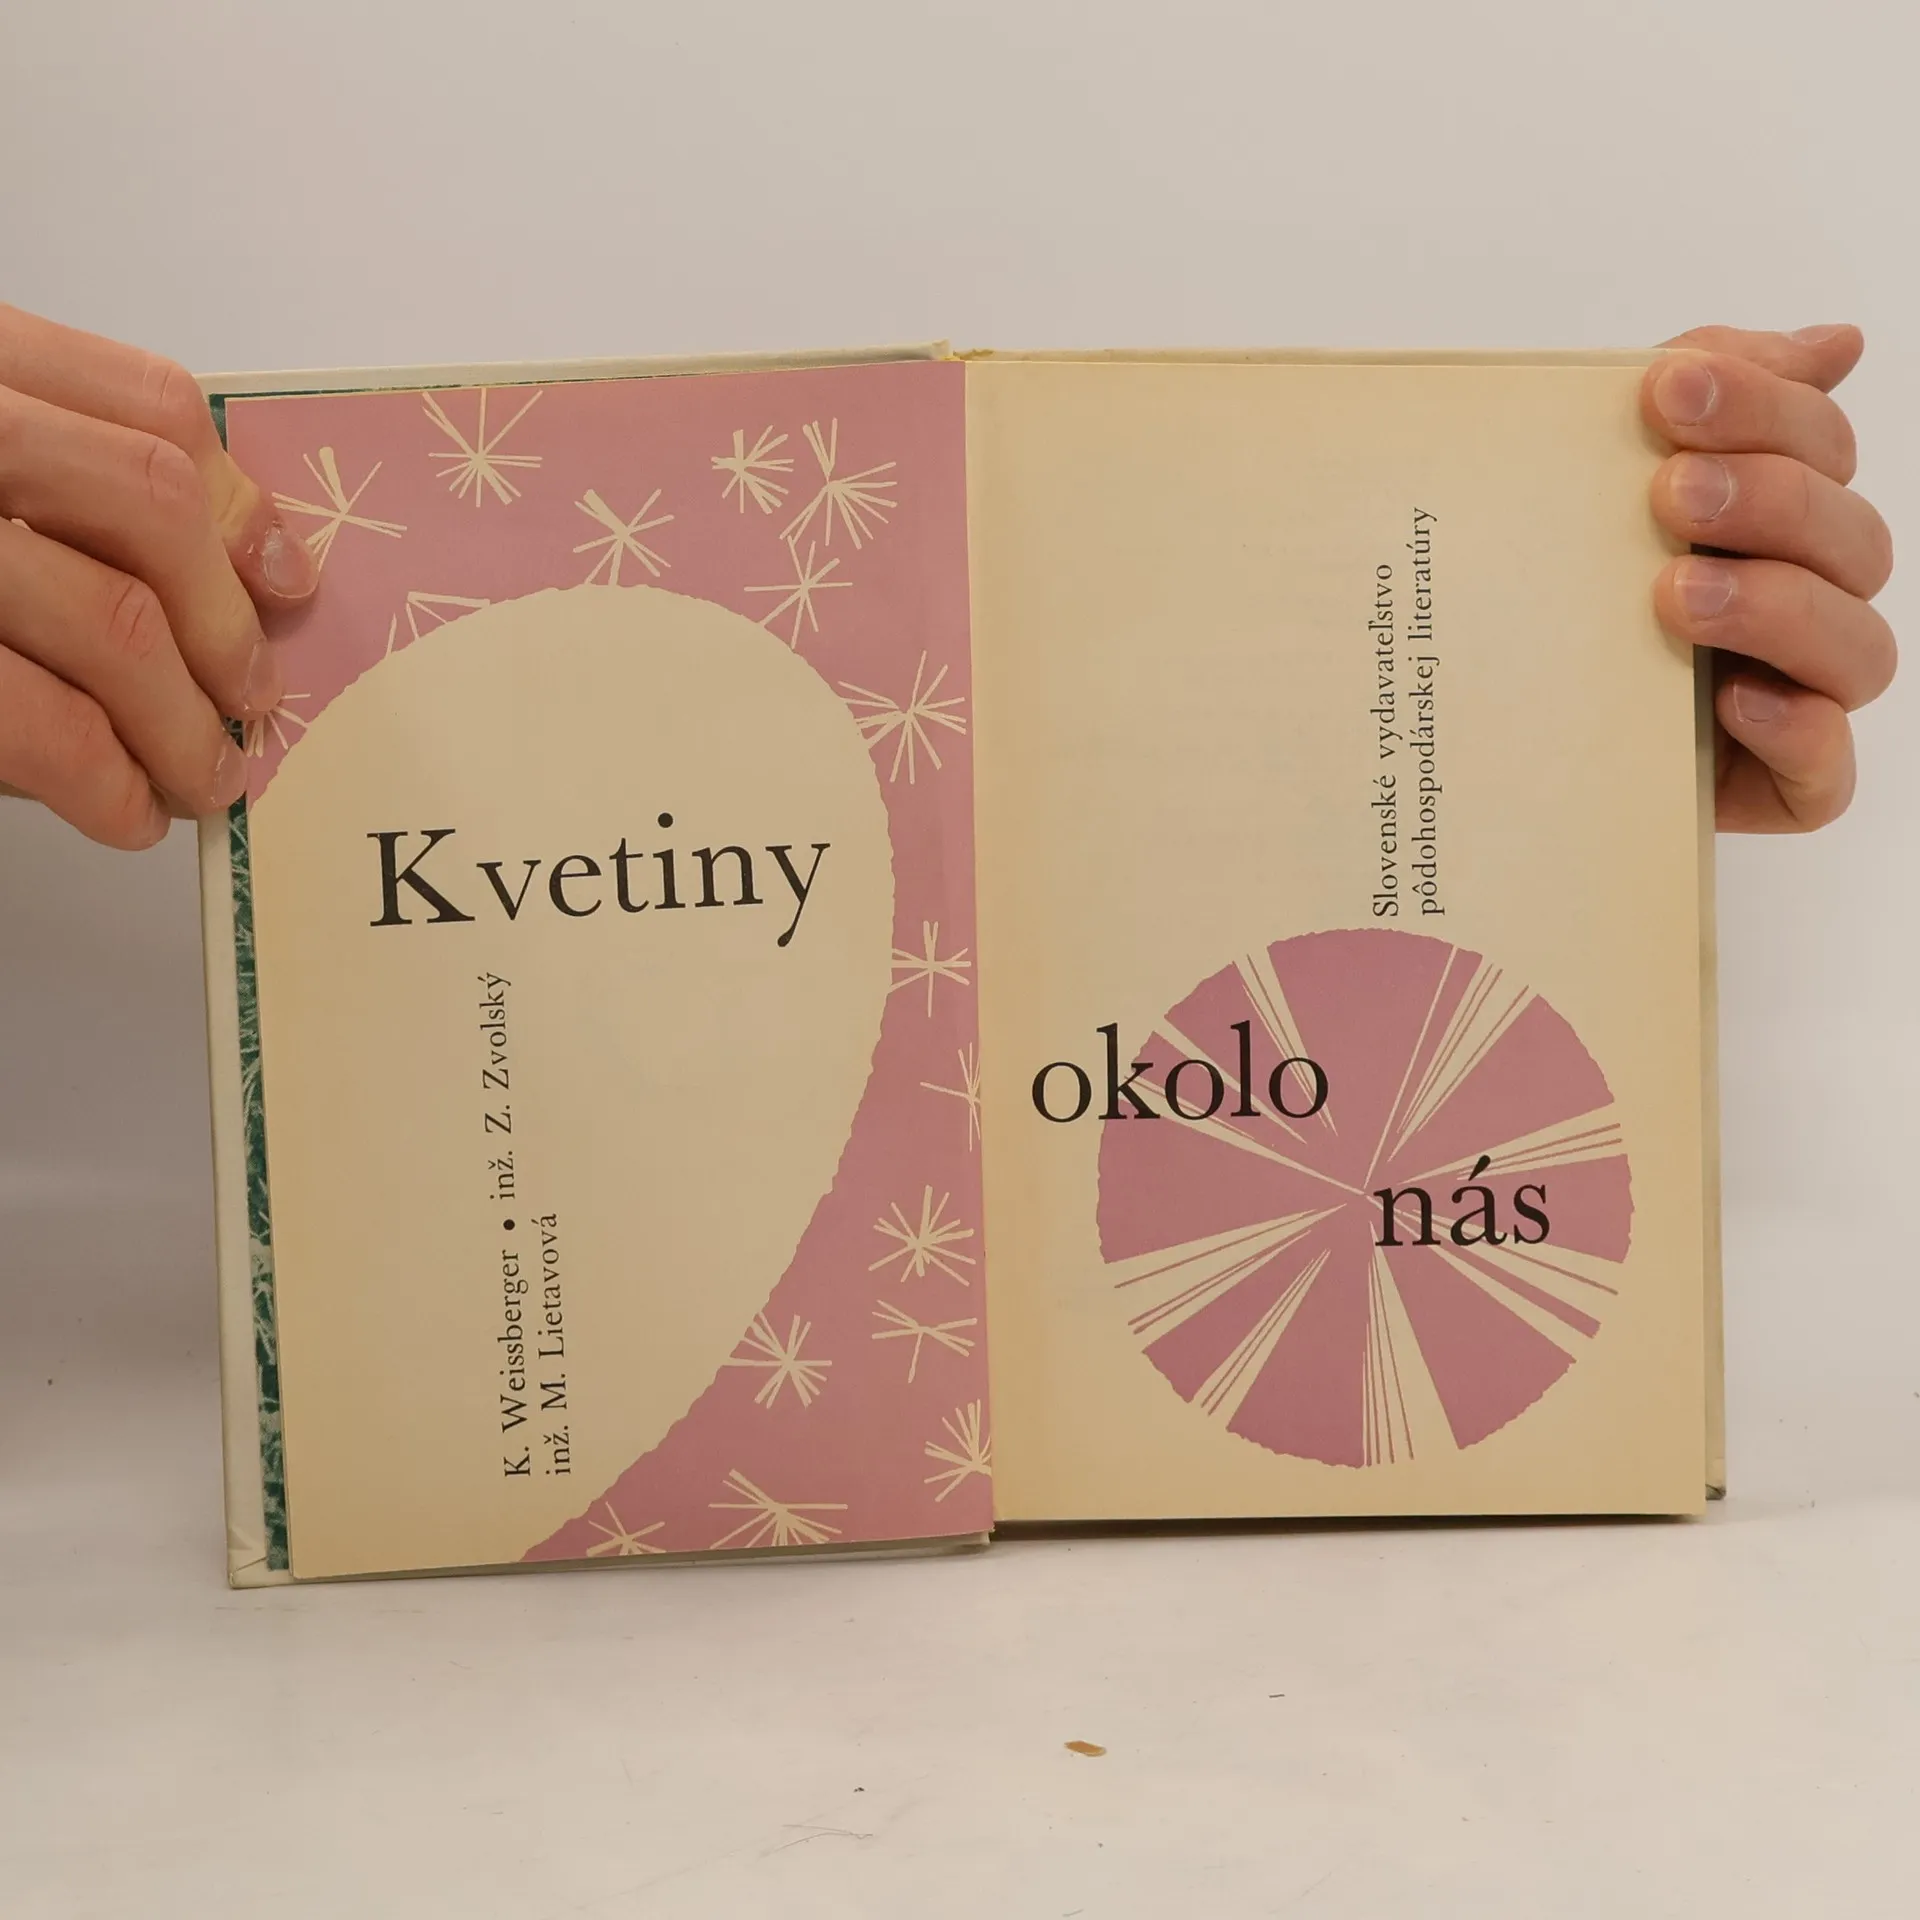 Kvetiny
K. Weissberger • inž. Z. Zvolský
inž. M. Lietavová
okolo
nás
Slovenské vydavateľstvo
pôdohospodárskej literatúry